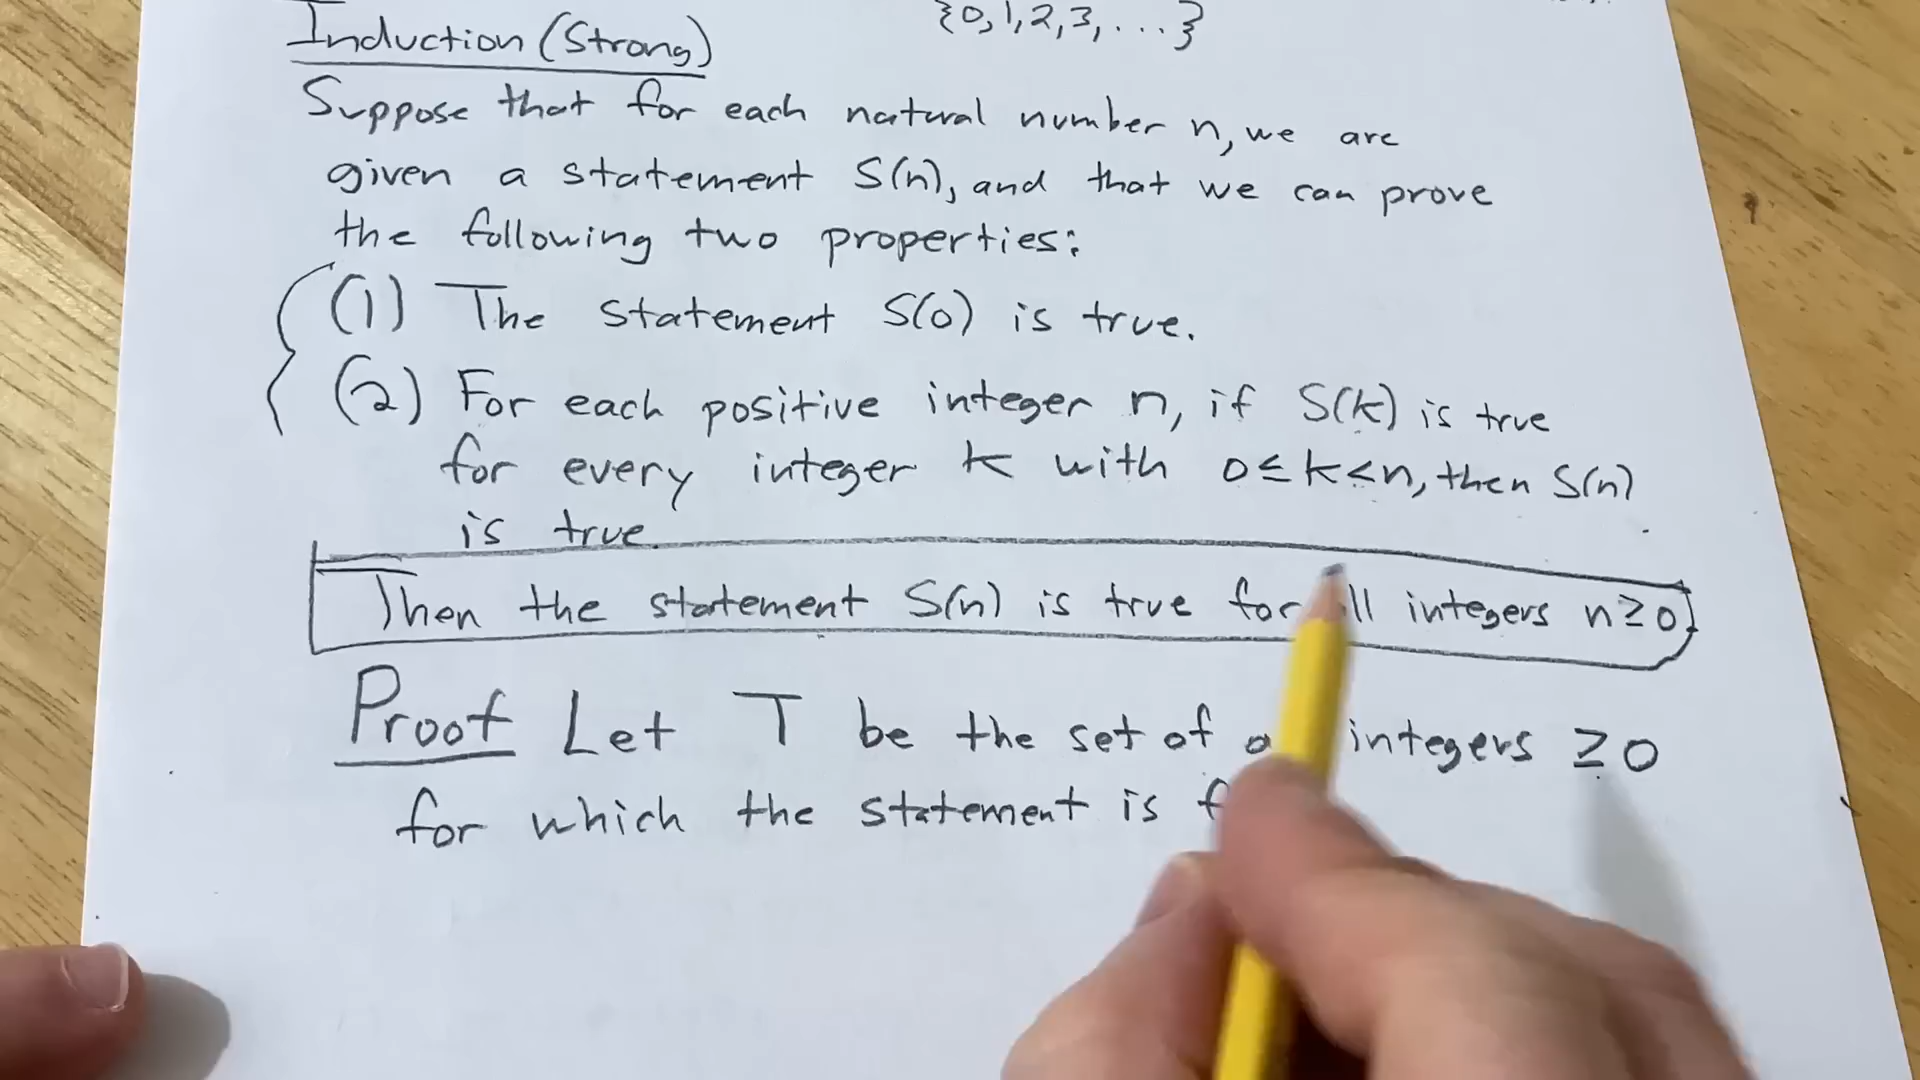 Induction (Strong)
{0,1,2,3,...}
Suppose that for each natural number n, we are
given a statement S(n), and that we can prove
the following two properties:
(1) The statement S(0) is true.
(2) For each positive integer n, if S(k) is true
for every integer k with 0≤k<n, then S(n)
is true.
Then the statement S(n) is true for all integers n≥0.
Proof Let T be the set of integers ≥0
for which the statement is